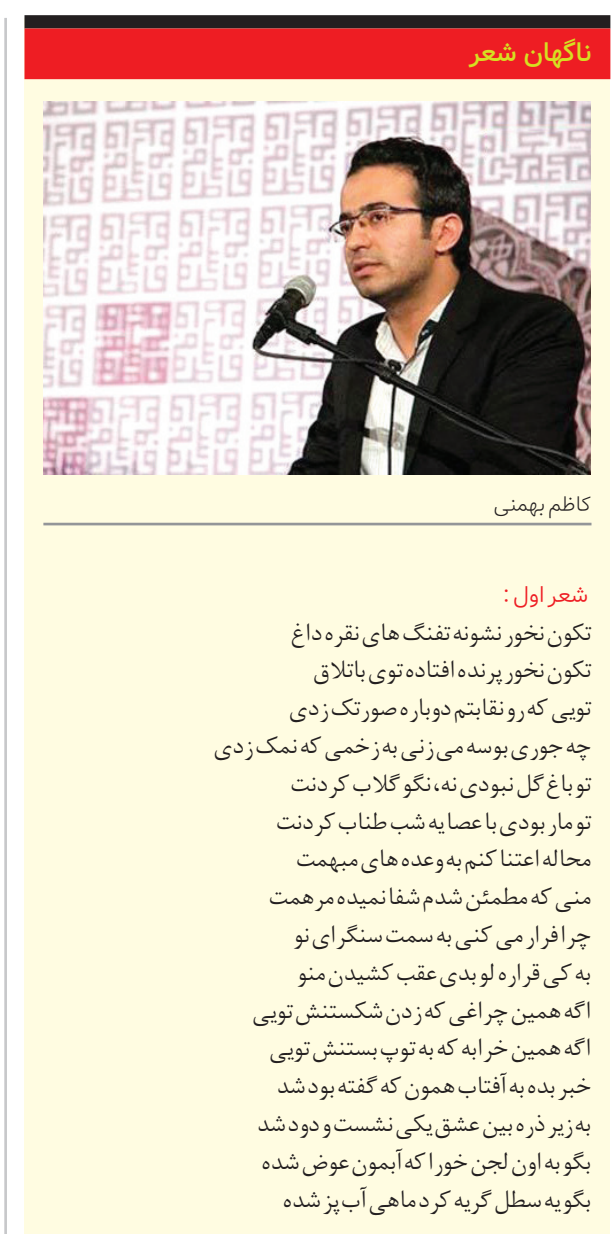 ناگهان شعر
کاظم بهمنی
شعر اول :
تکون نخور نشونه تفنگ های نقره داغ
تکون نخور پرنده افتاده توی باتلاق
تویی که رو نقابتم دوباره صورتک زدی
چه جوری بوسه می زنی به زخمی که نمک زدی
تو باغ گل نبودی نه، نگو گلاب کردنت
تو مار بودی با عصا یه شب طناب کردنت
محاله اعتنا کنم به وعده های مبهمت
منی که مطمئن شدم شفا نمیده مرهمت
چرا فرار می کنی به سمت سنگرای نو
به کی قراره لو بدی عقب کشیدن منو
اگه همین چراغی که زدن شکستنش تویی
اگه همین خرابه که به توپ بستنش تویی
خبر بده به آفتاب همون که گفته بود شد
به زیر ذره بین عشق یکی نشست و دود شد
بگو به اون لجن خورا که آبمون عوض شده
بگو یه سطل گریه کرد ماهی آب پز شده